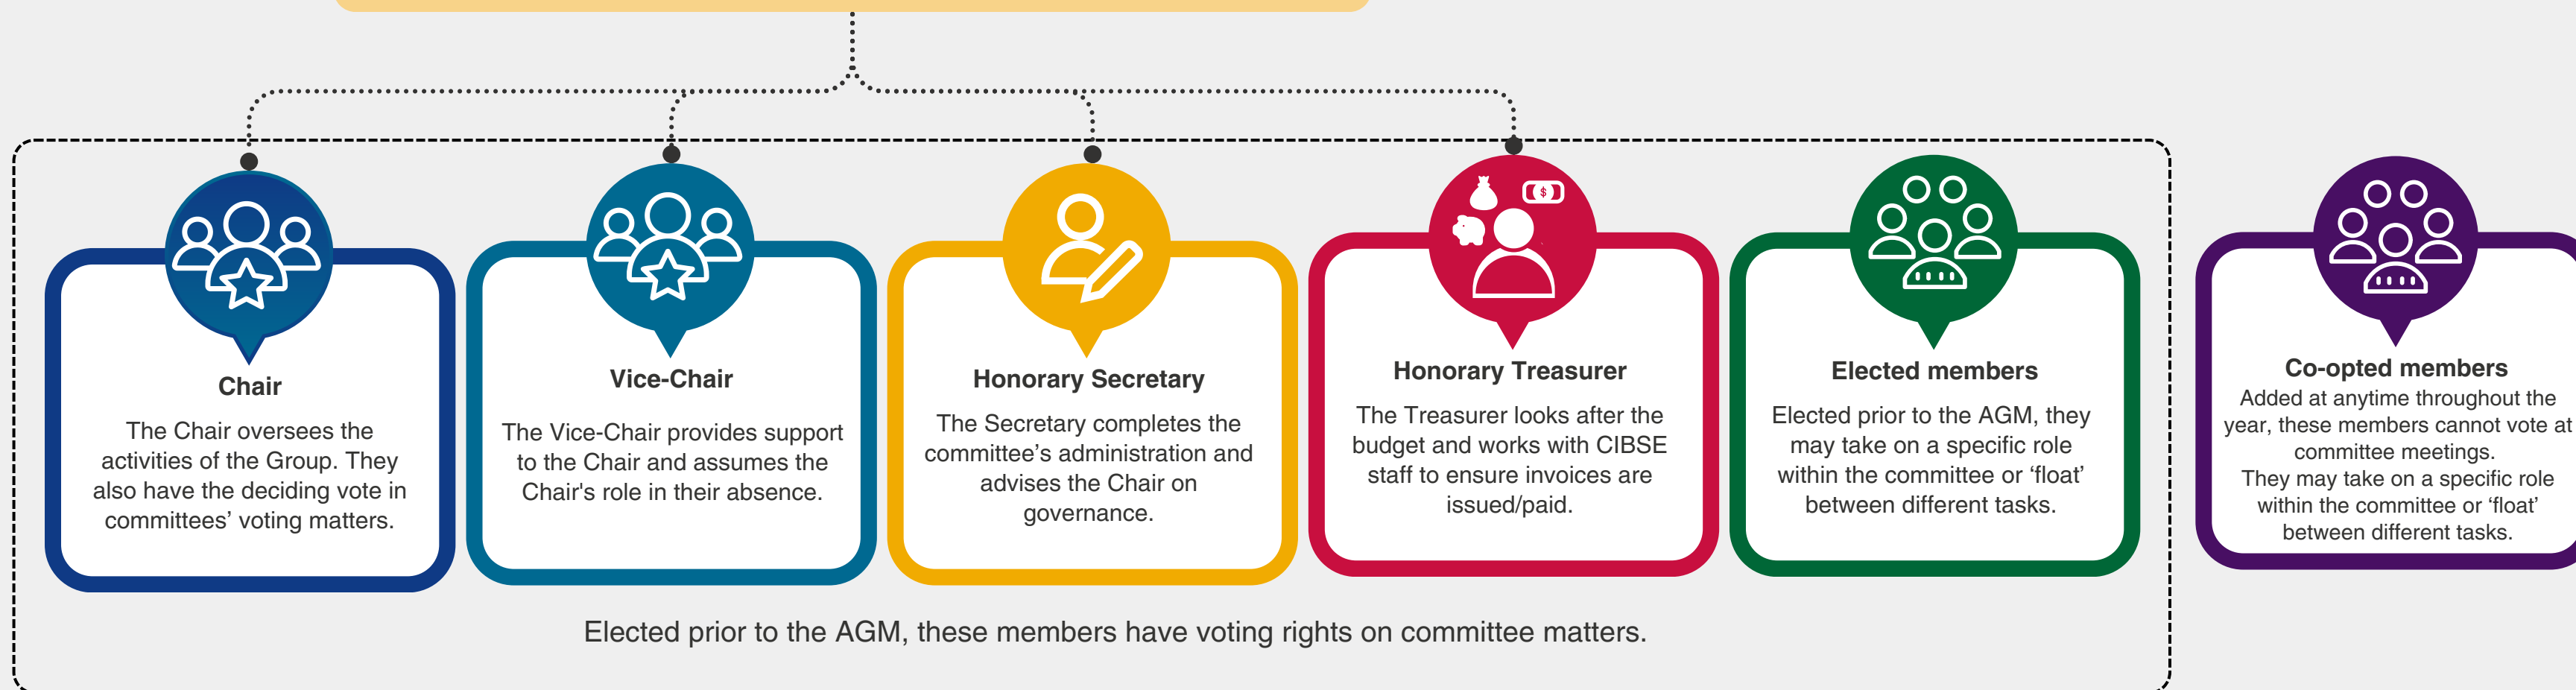 Chair
The Chair oversees the
activities of the Group. They
also have the deciding vote in
committees’ voting matters.
Vice-Chair
The Vice-Chair provides support
to the Chair and assumes the
Chair's role in their absence.
Honorary Secretary
The Secretary completes the
committee’s administration and
advises the Chair on
governance.
Honorary Treasurer
The Treasurer looks after the
budget and works with CIBSE
staff to ensure invoices are
issued/paid.
Elected members
Elected prior to the AGM, they
may take on a specific role
within the committee or ‘float’
between different tasks.
Co-opted members
Added at anytime throughout the
year, these members cannot vote at
committee meetings.
They may take on a specific role
within the committee or ‘float’
between different tasks.
Elected prior to the AGM, these members have voting rights on committee matters.